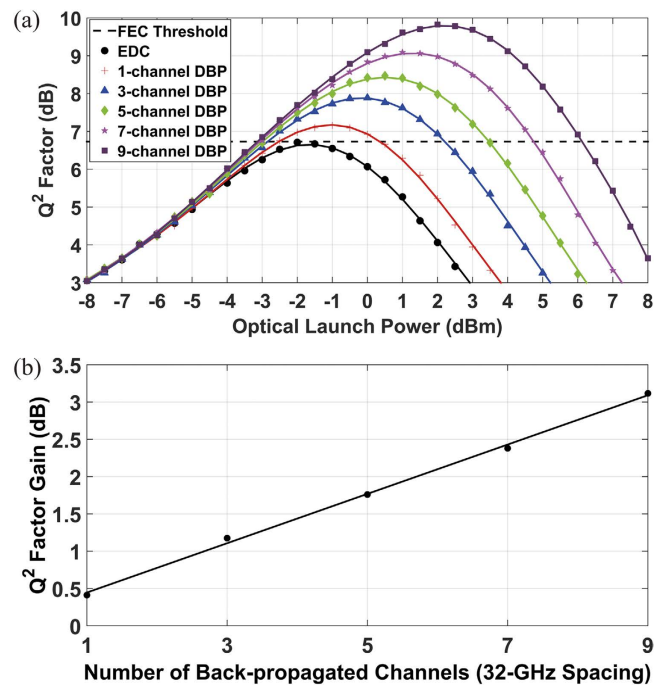 (a)
10
9
8
7
6
5
4
3
Q² Factor (dB)
FEC Threshold
EDC
1-channel DBP
3-channel DBP
5-channel DBP
7-channel DBP
9-channel DBP
-8 -7 -6 -5 -4 -3 -2 -1 0 1 2 3 4 5 6 7 8
Optical Launch Power (dBm)
(b)
3.5
3
2.5
2
1.5
1
0.5
0
Q² Factor Gain (dB)
1 3 5 7 9
Number of Back-propagated Channels (32-GHz Spacing)